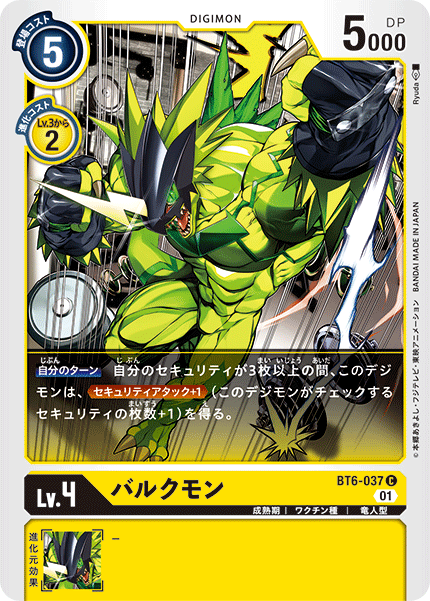 DIGIMON
登場コスト
5
DP
5000
進化コスト
Lv.3から
2
Ryuda
©本郷あきよし・フジテレビ・東映アニメーション BANDAI MADE IN JAPAN
自分のターン 自分のセキュリティが3枚以上の間、このデジ
モンは、セキュリティアタック+1(このデジモンがチェックする
セキュリティの枚数+1)を得る。
BT6-037 C
Lv.4
バルクモン
01
成熟期 | ワクチン種 | 竜人型
進化元効果
–